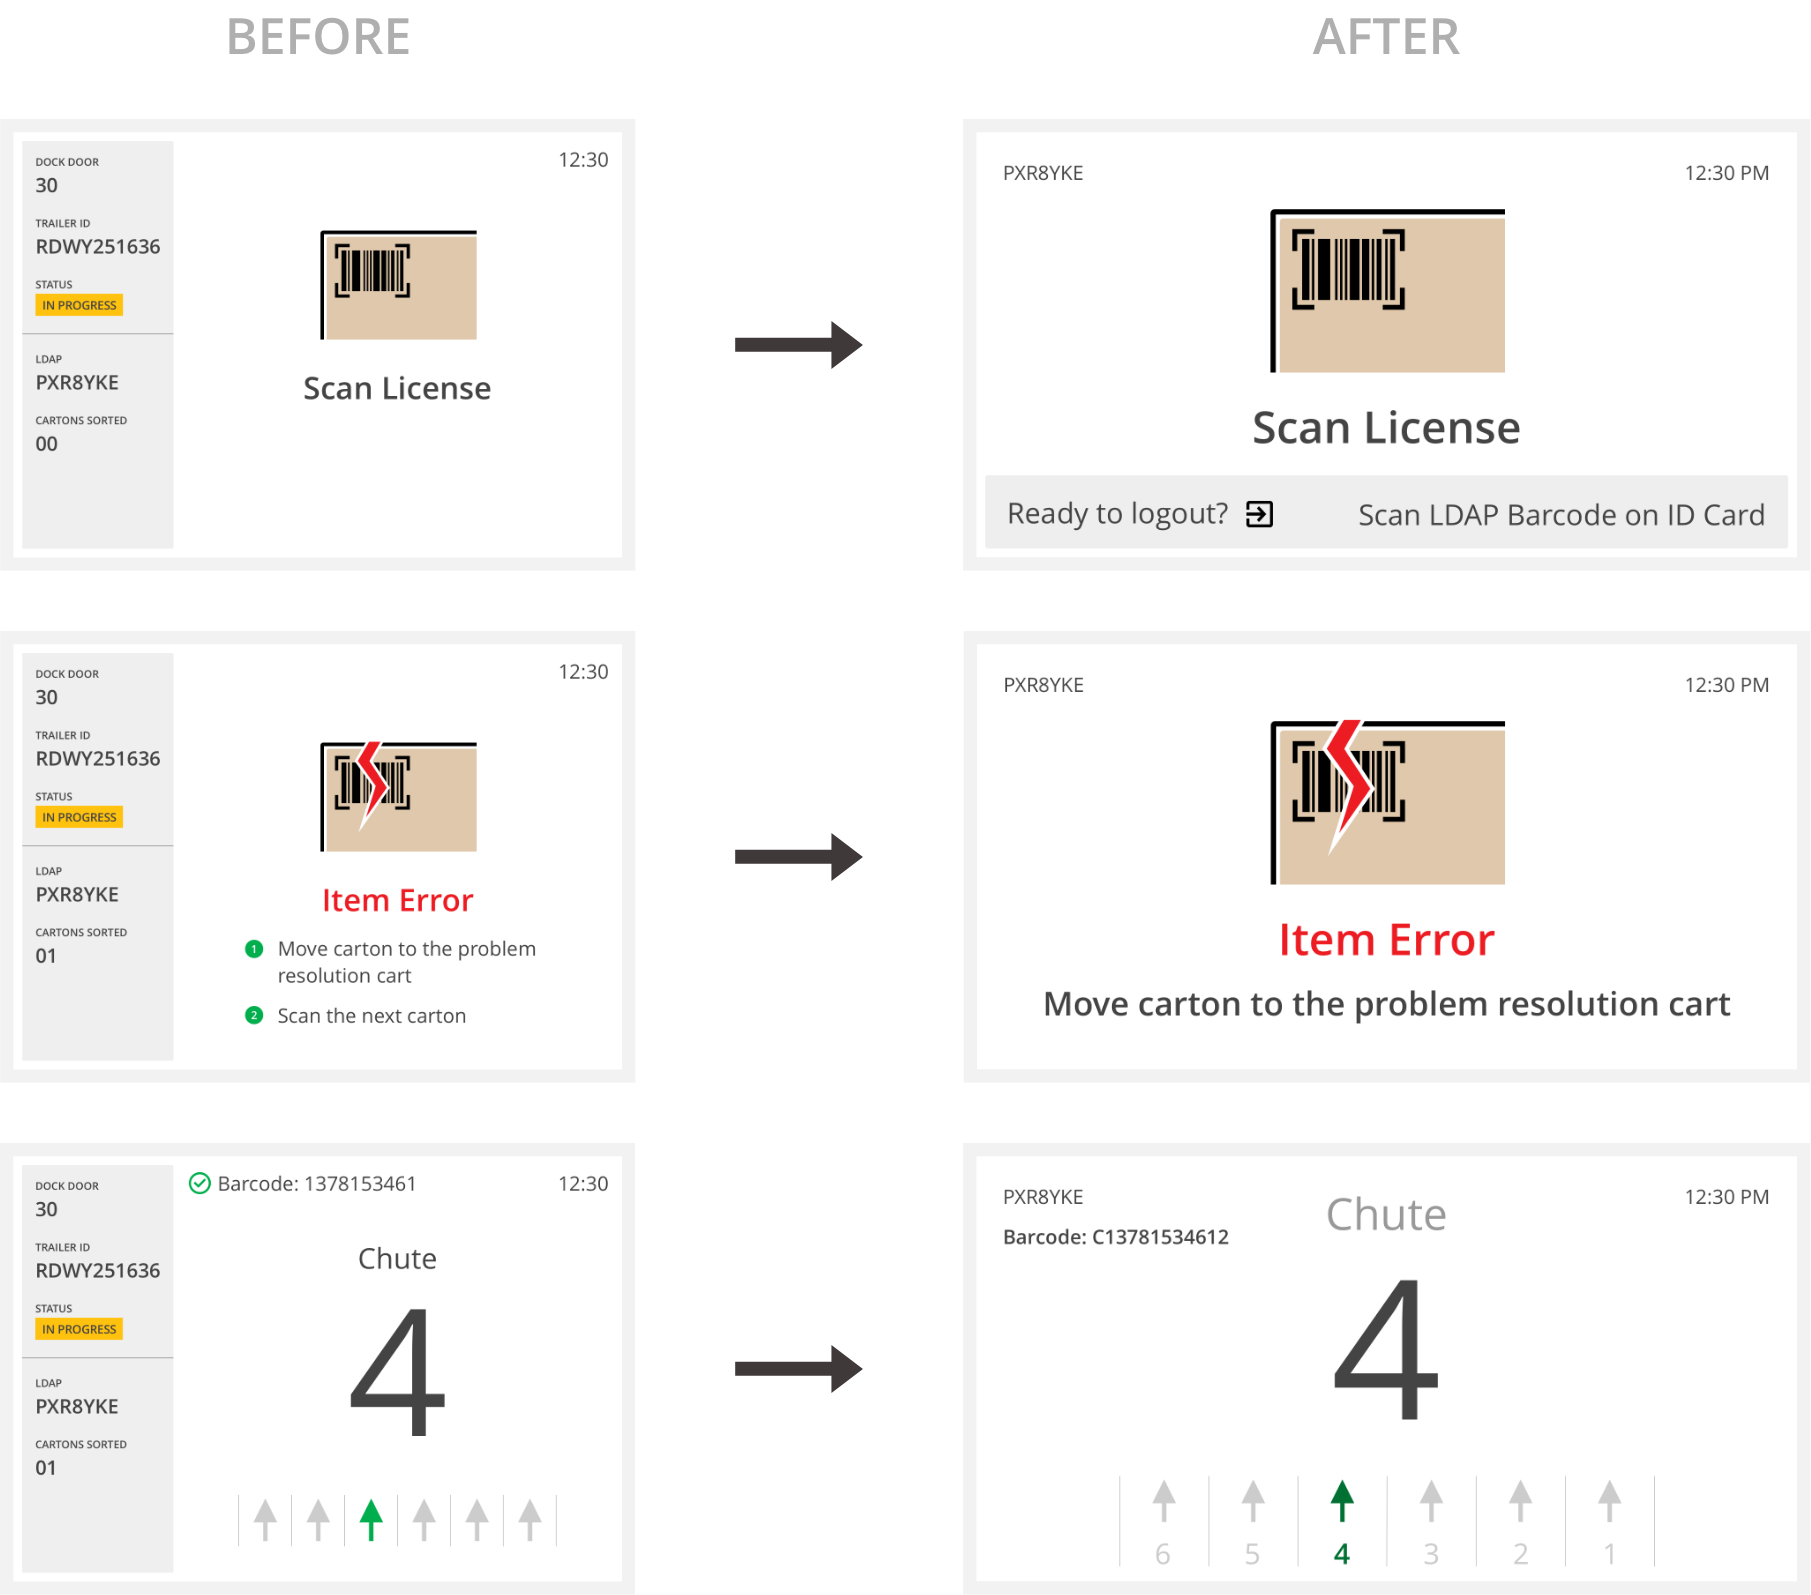 BEFORE
AFTER
DOCK DOOR
30
TRAILER ID
RDWY251636
STATUS
IN PROGRESS
LDAP
PXR8YKE
CARTONS SORTED
00
12:30
Scan License
PXR8YKE
12:30 PM
Scan License
Ready to logout?
Scan LDAP Barcode on ID Card
DOCK DOOR
30
TRAILER ID
RDWY251636
STATUS
IN PROGRESS
LDAP
PXR8YKE
CARTONS SORTED
01
12:30
Item Error
1 Move carton to the problem
resolution cart
2 Scan the next carton
PXR8YKE
12:30 PM
Item Error
Move carton to the problem resolution cart
DOCK DOOR
30
TRAILER ID
RDWY251636
STATUS
IN PROGRESS
LDAP
PXR8YKE
CARTONS SORTED
01
Barcode: 1378153461
12:30
Chute
4
PXR8YKE
12:30 PM
Barcode: C13781534612
Chute
4
6 5 4 3 2 1